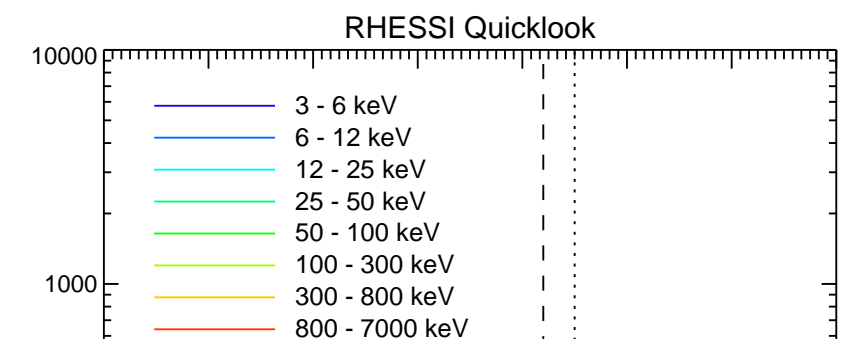 RHESSI Quicklook
10000
3 - 6 keV
6 - 12 keV
12 - 25 keV
25 - 50 keV
50 - 100 keV
100 - 300 keV
1000
300 - 800 keV
800 - 7000 keV